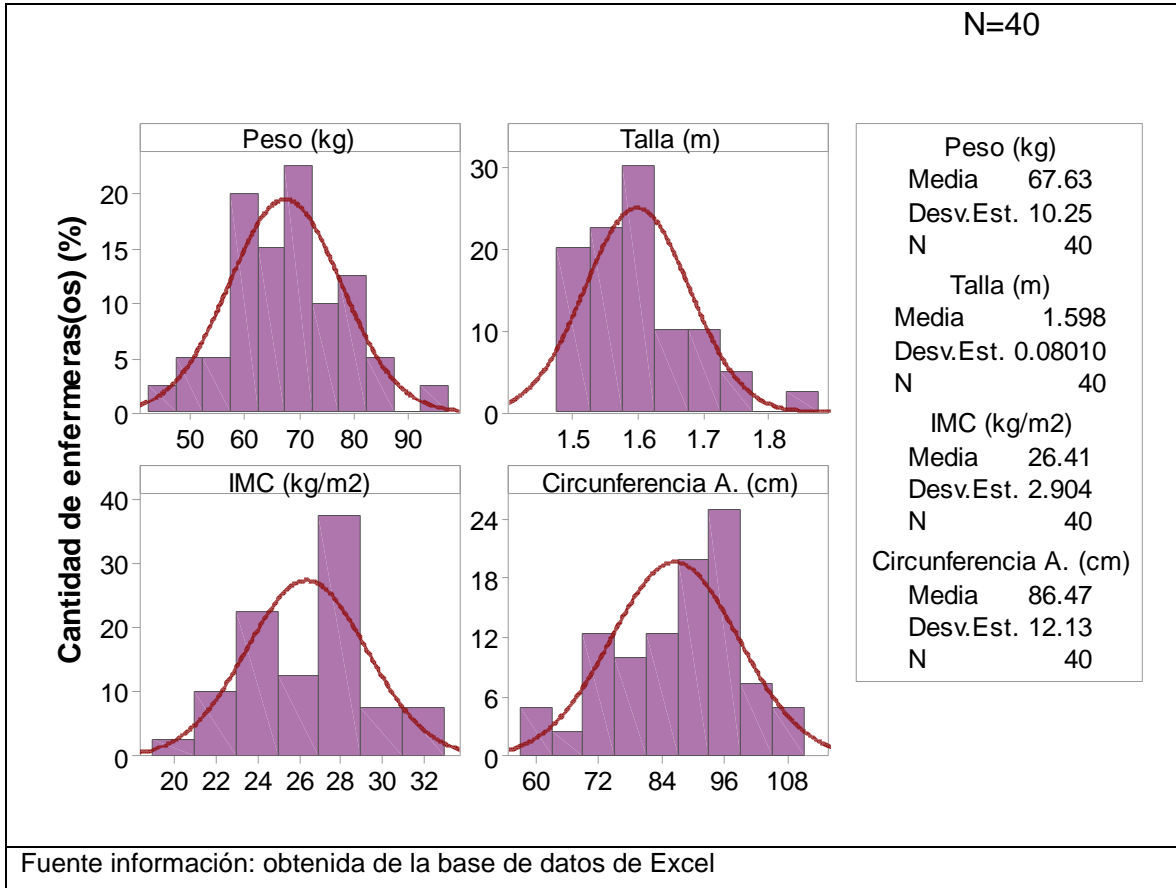 N=40
Cantidad de enfermeras(os) (%)
Peso (kg)
20
15
10
5
0
50 60 70 80 90
Talla (m)
30
20
10
0
1.5 1.6 1.7 1.8
IMC (kg/m2)
40
30
20
10
0
20 22 24 26 28 30 32
Circunferencia A. (cm)
24
18
12
6
0
60 72 84 96 108
Peso (kg)
Media 67.63
Desv.Est. 10.25
N 40
Talla (m)
Media 1.598
Desv.Est. 0.08010
N 40
IMC (kg/m2)
Media 26.41
Desv.Est. 2.904
N 40
Circunferencia A. (cm)
Media 86.47
Desv.Est. 12.13
N 40
Fuente información: obtenida de la base de datos de Excel